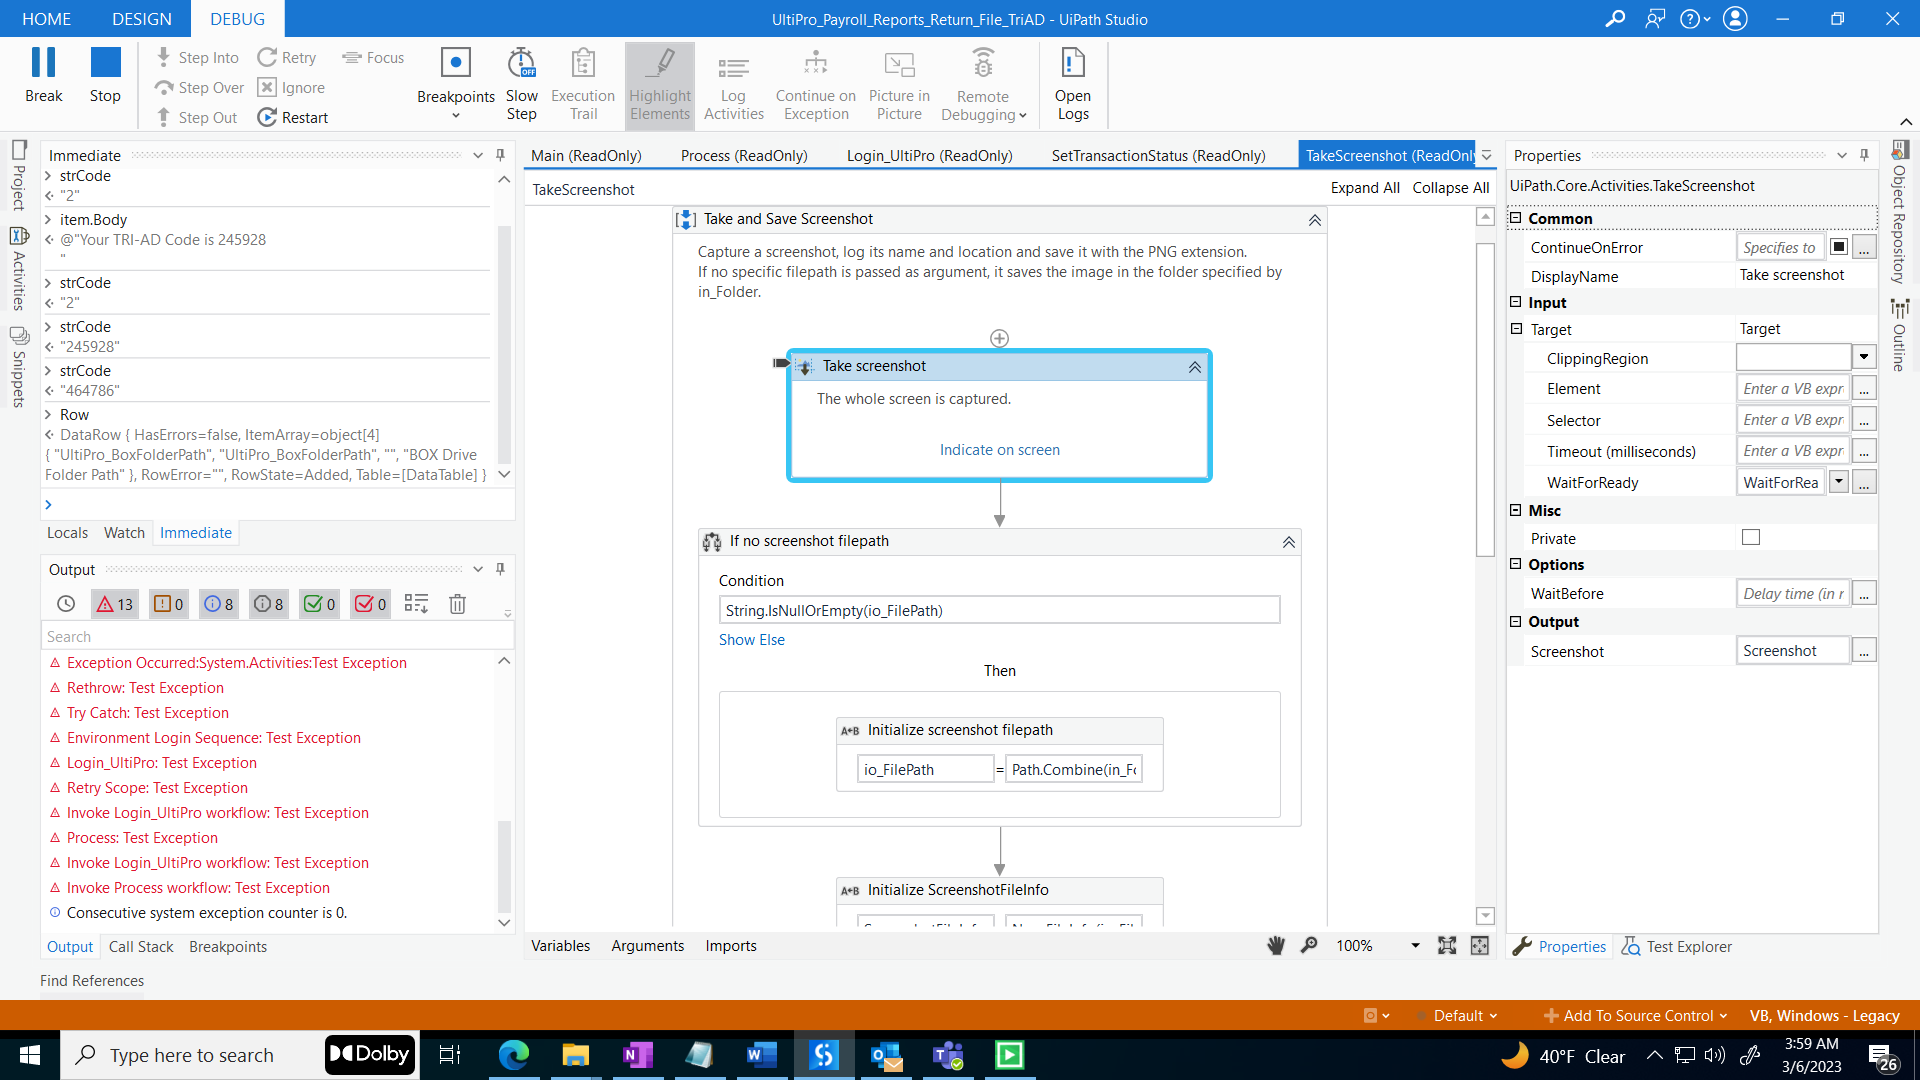 HOME DESIGN DEBUG
UltiPro_Payroll_Reports_Return_File_TriAD - UiPath Studio
Break
Stop
Step Into
Step Over
Step Out
Retry
Ignore
Restart
Focus
Breakpoints
Slow Step
OFF
Execution Trail
Highlight Elements
Log Activities
Continue on Exception
Picture in Picture
Remote Debugging
Open Logs
Project
Activities
Snippets
Immediate
strCode
"2"
item.Body
@"Your TRI-AD Code is 245928
"
strCode
"2"
strCode
"245928"
strCode
"464786"
Row
DataRow { HasErrors=false, ItemArray=object[4]
{ "UltiPro_BoxFolderPath", "UltiPro_BoxFolderPath", "", "BOX Drive
Folder Path" }, RowError="", RowState=Added, Table=[DataTable] }
Locals Watch Immediate
Output
13 0 8 8 0 0
Search
Exception Occurred:System.Activities:Test Exception
Rethrow: Test Exception
Try Catch: Test Exception
Environment Login Sequence: Test Exception
Login_UltiPro: Test Exception
Retry Scope: Test Exception
Invoke Login_UltiPro workflow: Test Exception
Process: Test Exception
Invoke Login_UltiPro workflow: Test Exception
Invoke Process workflow: Test Exception
Consecutive system exception counter is 0.
Output Call Stack Breakpoints
Find References
Main (ReadOnly) Process (ReadOnly) Login_UltiPro (ReadOnly) SetTransactionStatus (ReadOnly) TakeScreenshot (ReadOnly
TakeScreenshot
Expand All Collapse All
Take and Save Screenshot
Capture a screenshot, log its name and location and save it with the PNG extension.
If no specific filepath is passed as argument, it saves the image in the folder specified by
in_Folder.
Take screenshot
The whole screen is captured.
Indicate on screen
If no screenshot filepath
Condition
String.IsNullOrEmpty(io_FilePath)
Show Else
Then
A+B Initialize screenshot filepath
io_FilePath = Path.Combine(in_Fo
A+B Initialize ScreenshotFileInfo
Variables Arguments Imports
100%
Properties
UiPath.Core.Activities.TakeScreenshot
Common
ContinueOnError Specifies to ...
DisplayName Take screenshot
Input
Target Target
ClippingRegion
Element Enter a VB expr ...
Selector Enter a VB expr ...
Timeout (milliseconds) Enter a VB expr ...
WaitForReady WaitForRea ...
Misc
Private
Options
WaitBefore Delay time (in r ...
Output
Screenshot Screenshot ...
Properties Test Explorer
Object Repository
Outline
Default Add To Source Control VB, Windows - Legacy
Type here to search
Dolby
40°F Clear
3:59 AM
3/6/2023
26